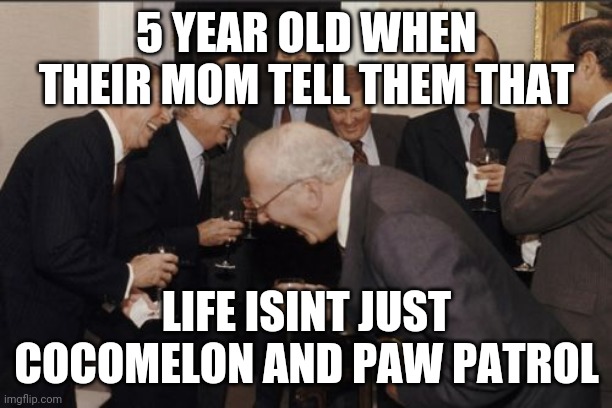 5 YEAR OLD WHEN
THEIR MOM TELL THEM THAT
LIFE ISINT JUST
COCOMELON AND PAW PATROL
imgflip.com